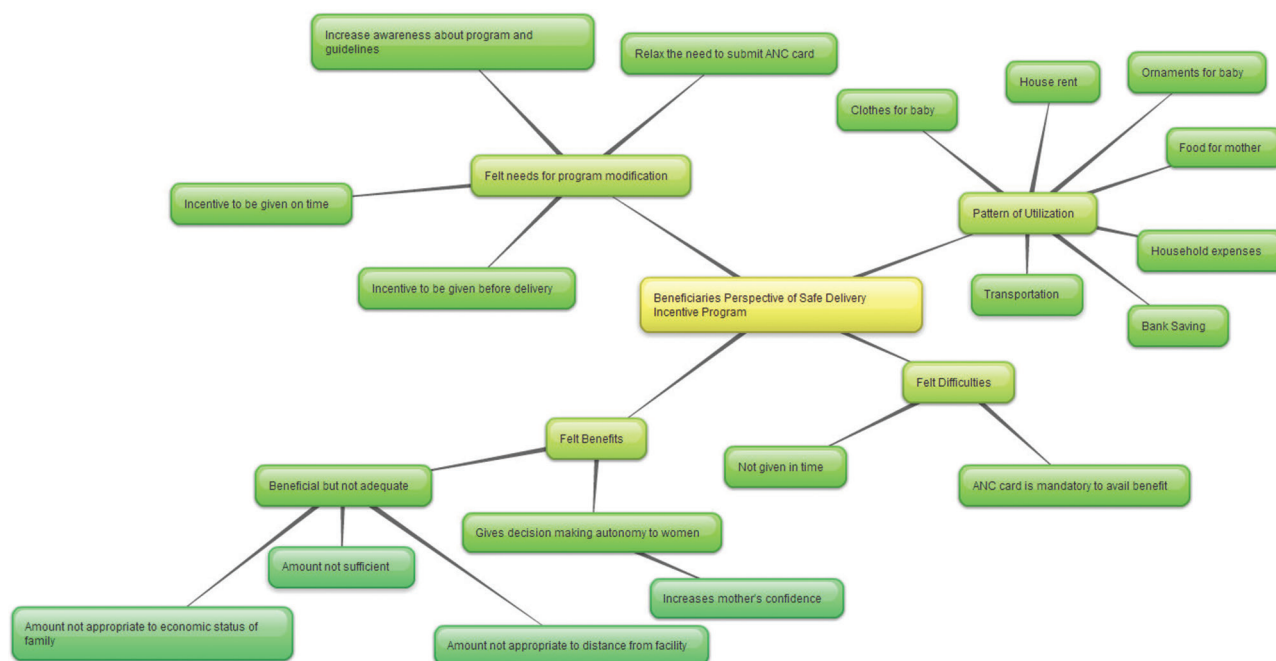 Increase awareness about program and
guidelines
Relax the need to submit ANC card
House rent
Ornaments for baby
Clothes for baby
Food for mother
Felt needs for program modification
Incentive to be given on time
Pattern of Utilization
Household expenses
Incentive to be given before delivery
Transportation
Beneficiaries Perspective of Safe Delivery
Incentive Program
Bank Saving
Felt Difficulties
Felt Benefits
Not given in time
Beneficial but not adequate
ANC card is mandatory to avail benefit
Gives decision making autonomy to women
Amount not sufficient
Increases mother's confidence
Amount not appropriate to economic status of
family
Amount not appropriate to distance from facility